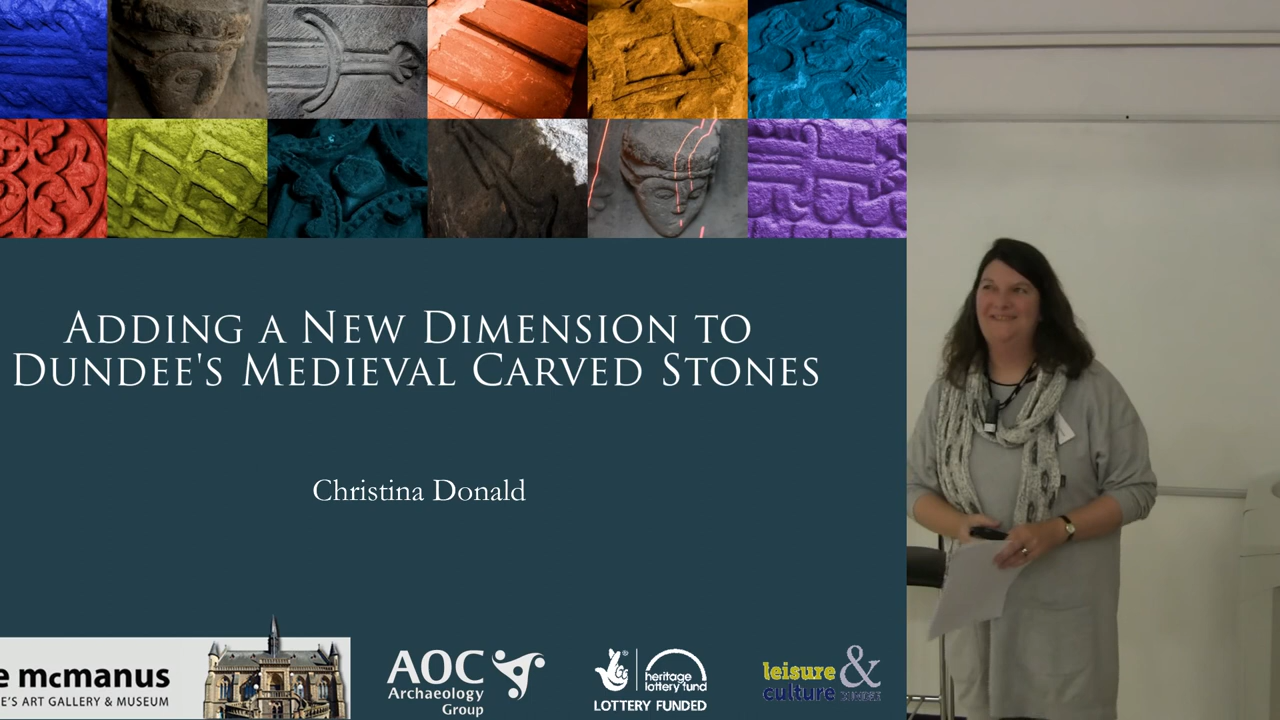 ADDING A NEW DIMENSION TO
DUNDEE'S MEDIEVAL CARVED STONES
Christina Donald
e mcmanus
E'S ART GALLERY & MUSEUM
AOC
Archaeology
Group
heritage
lottery fund
LOTTERY FUNDED
leisure &
culture DUNDEE